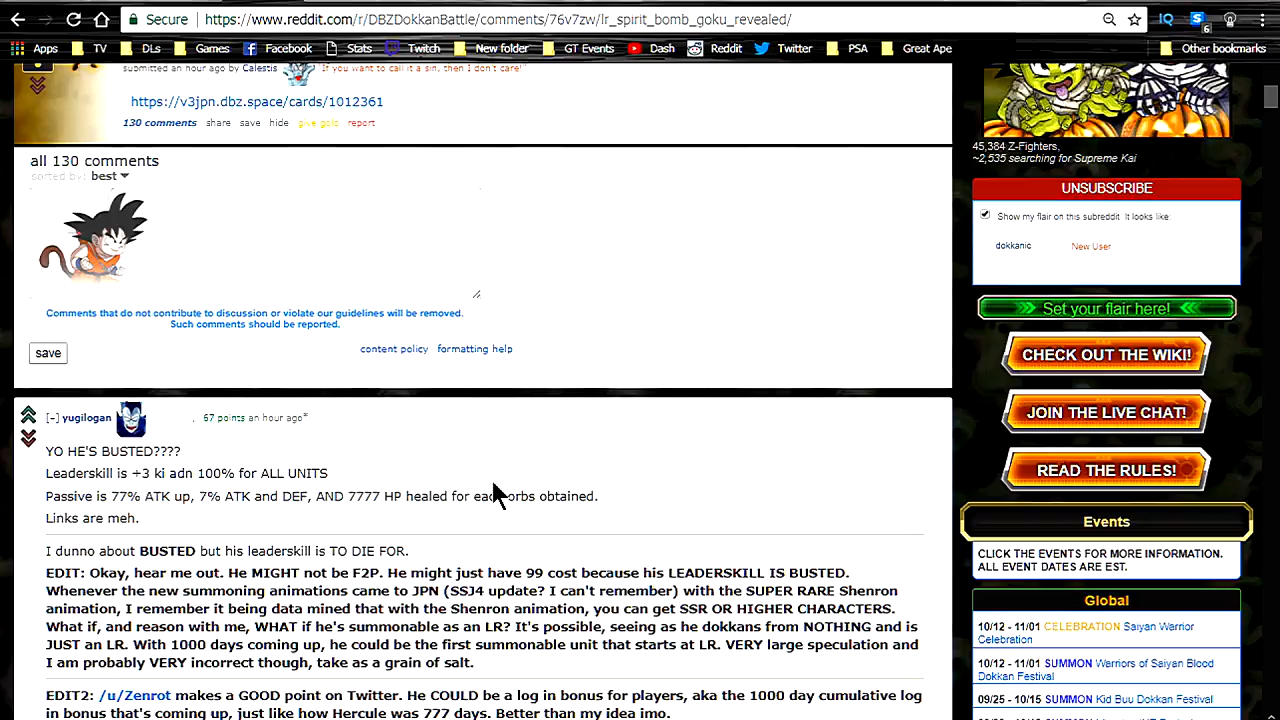 Secure https://www.reddit.com/r/DBZDokkanBattle/comments/76v7zw/lr_spirit_bomb_goku_revealed/
IQ
6
Apps TV DLs Games Facebook Stats Twitch New folder GT Events Dash Reddit Twitter PSA Great Ape Other bookmarks
submitted an hour ago by Calestis "If you want to call it a sin, then I don't care!"
https://v3jpn.dbz.space/cards/1012361
130 comments share save hide give gold report
all 130 comments
sorted by: best
Comments that do not contribute to discussion or violate our guidelines will be removed.
Such comments should be reported.
save
content policy formatting help
[–] yugilogan 67 points an hour ago*
YO HE'S BUSTED????
Leaderskill is +3 ki adn 100% for ALL UNITS
Passive is 77% ATK up, 7% ATK and DEF, AND 7777 HP healed for each orbs obtained.
Links are meh.
I dunno about BUSTED but his leaderskill is TO DIE FOR.
EDIT: Okay, hear me out. He MIGHT not be F2P. He might just have 99 cost because his LEADERSKILL IS BUSTED.
Whenever the new summoning animations came to JPN (SSJ4 update? I can't remember) with the SUPER RARE Shenron
animation, I remember it being data mined that with the Shenron animation, you can get SSR OR HIGHER CHARACTERS.
What if, and reason with me, WHAT if he's summonable as an LR? It's possible, seeing as he dokkans from NOTHING and is
JUST an LR. With 1000 days coming up, he could be the first summonable unit that starts at LR. VERY large speculation and
I am probably VERY incorrect though, take as a grain of salt.
EDIT2: /u/Zenrot makes a GOOD point on Twitter. He COULD be a log in bonus for players, aka the 1000 day cumulative log
in bonus that's coming up, just like how Hercule was 777 days. Better than my idea imo.
45,384 Z-Fighters,
~2,535 searching for Supreme Kai
UNSUBSCRIBE
Show my flair on this subreddit. It looks like:
dokkanic New User
Set your flair here!
CHECK OUT THE WIKI!
JOIN THE LIVE CHAT!
READ THE RULES!
Events
CLICK THE EVENTS FOR MORE INFORMATION.
ALL EVENT DATES ARE EST.
Global
10/12 - 11/01 CELEBRATION Saiyan Warrior
Celebration
10/12 - 11/01 SUMMON Warriors of Saiyan Blood
Dokkan Festival
09/25 - 10/15 SUMMON Kid Buu Dokkan Festival